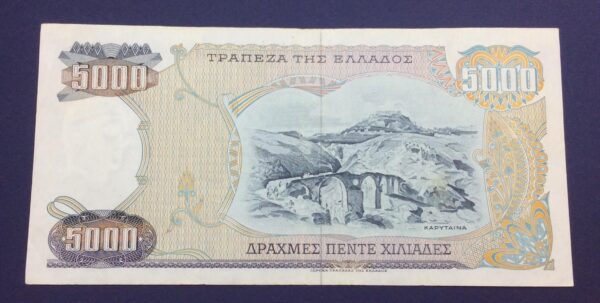 5000 ΤΡΑΠΕΖΑ ΤΗΣ ΕΛΛΑΔΟΣ 5000
ΚΑΡΥΤΑΙΝΑ
5000 ΔΡΑΧΜΕΣ ΠΕΝΤΕ ΧΙΛΙΑΔΕΣ